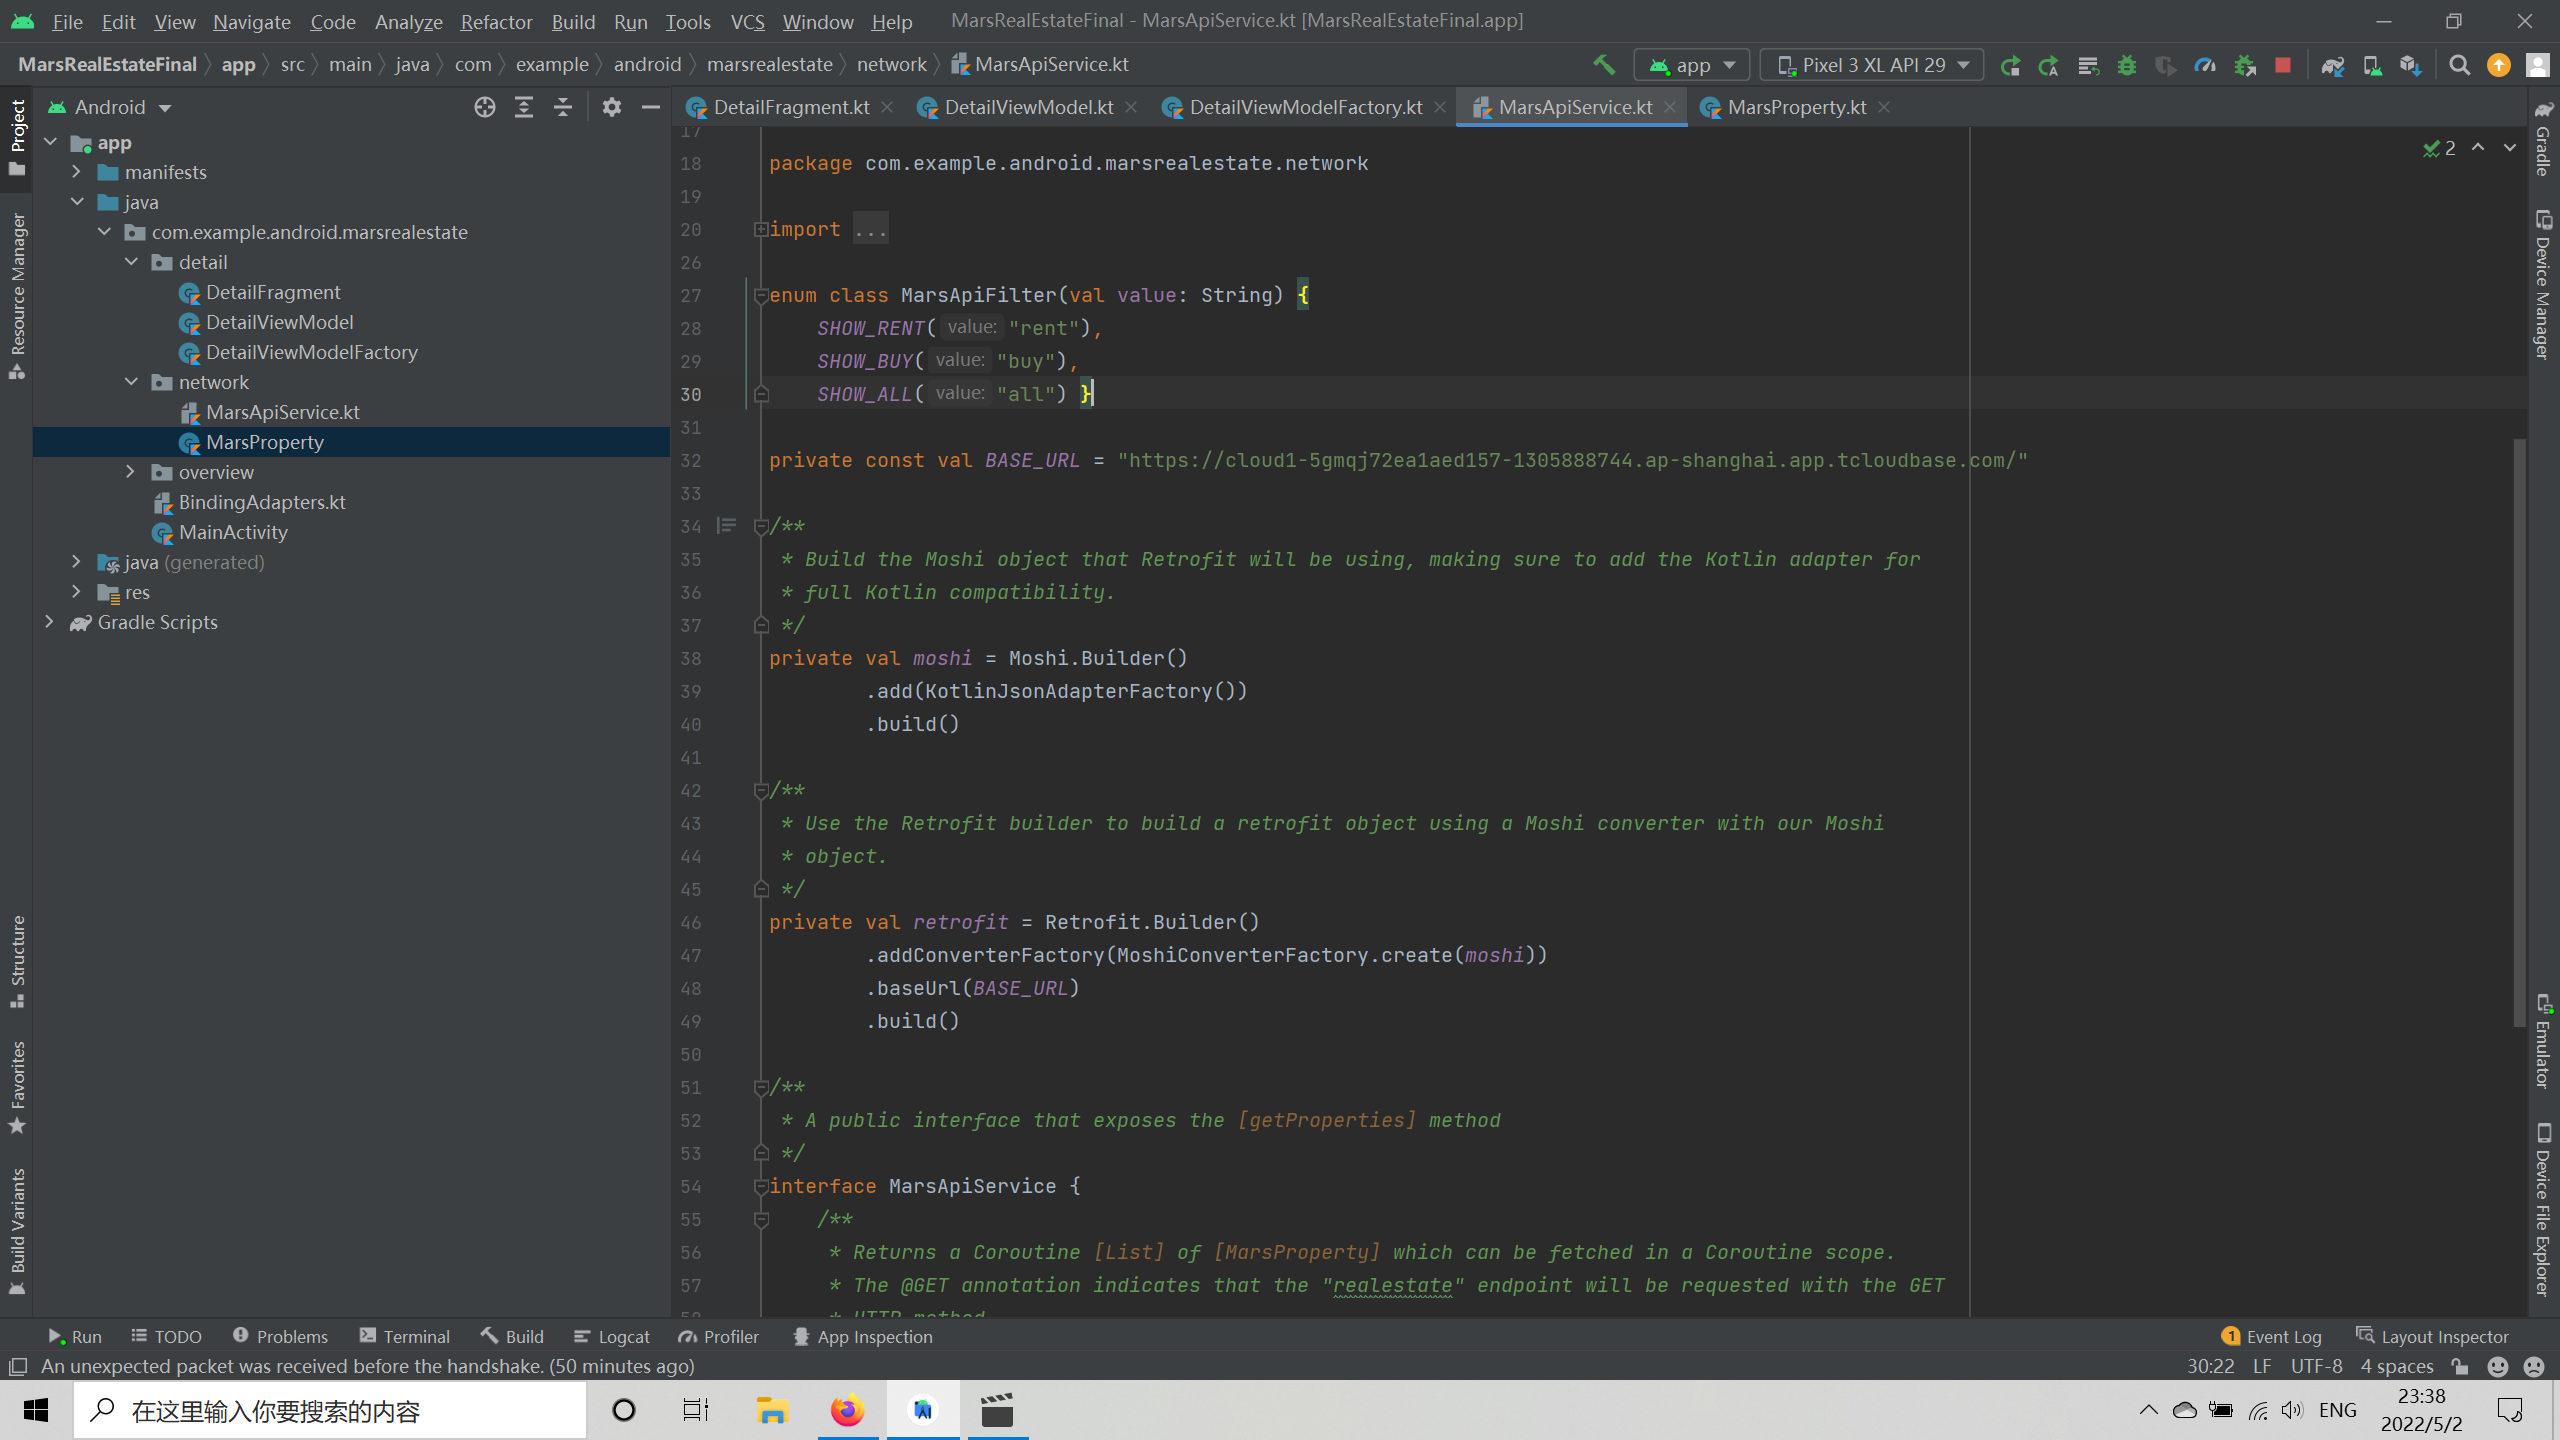 File Edit View Navigate Code Analyze Refactor Build Run Tools VCS Window Help MarsRealEstateFinal - MarsApiService.kt [MarsRealEstateFinal.app]
MarsRealEstateFinal app src main java com example android marsrealestate network MarsApiService.kt app Pixel 3 XL API 29
Android
DetailFragment.kt DetailViewModel.kt DetailViewModelFactory.kt MarsApiService.kt MarsProperty.kt
Project
Resource Manager
Structure
Favorites
Build Variants
app
manifests
java
com.example.android.marsrealestate
detail
DetailFragment
DetailViewModel
DetailViewModelFactory
network
MarsApiService.kt
MarsProperty
overview
BindingAdapters.kt
MainActivity
java (generated)
res
Gradle Scripts
17
18 package com.example.android.marsrealestate.network
19
20 import ...
26
27 enum class MarsApiFilter(val value: String) {
28 SHOW_RENT( value: "rent"),
29 SHOW_BUY( value: "buy"),
30 SHOW_ALL( value: "all") }
31
32 private const val BASE_URL = "https://cloud1-5gmqj72ea1aed157-1305888744.ap-shanghai.app.tcloudbase.com/"
33
34 /**
35 * Build the Moshi object that Retrofit will be using, making sure to add the Kotlin adapter for
36 * full Kotlin compatibility.
37 */
38 private val moshi = Moshi.Builder()
39 .add(KotlinJsonAdapterFactory())
40 .build()
41
42 /**
43 * Use the Retrofit builder to build a retrofit object using a Moshi converter with our Moshi
44 * object.
45 */
46 private val retrofit = Retrofit.Builder()
47 .addConverterFactory(MoshiConverterFactory.create(moshi))
48 .baseUrl(BASE_URL)
49 .build()
50
51 /**
52 * A public interface that exposes the [getProperties] method
53 */
54 interface MarsApiService {
55 /**
56 * Returns a Coroutine [List] of [MarsProperty] which can be fetched in a Coroutine scope.
57 * The @GET annotation indicates that the "realestate" endpoint will be requested with the GET
58 * HTTP method
2
Gradle
Device Manager
Emulator
Device File Explorer
Run TODO Problems Terminal Build Logcat Profiler App Inspection 1 Event Log Layout Inspector
An unexpected packet was received before the handshake. (50 minutes ago) 30:22 LF UTF-8 4 spaces
在这里输入你要搜索的内容
ENG
23:38
2022/5/2